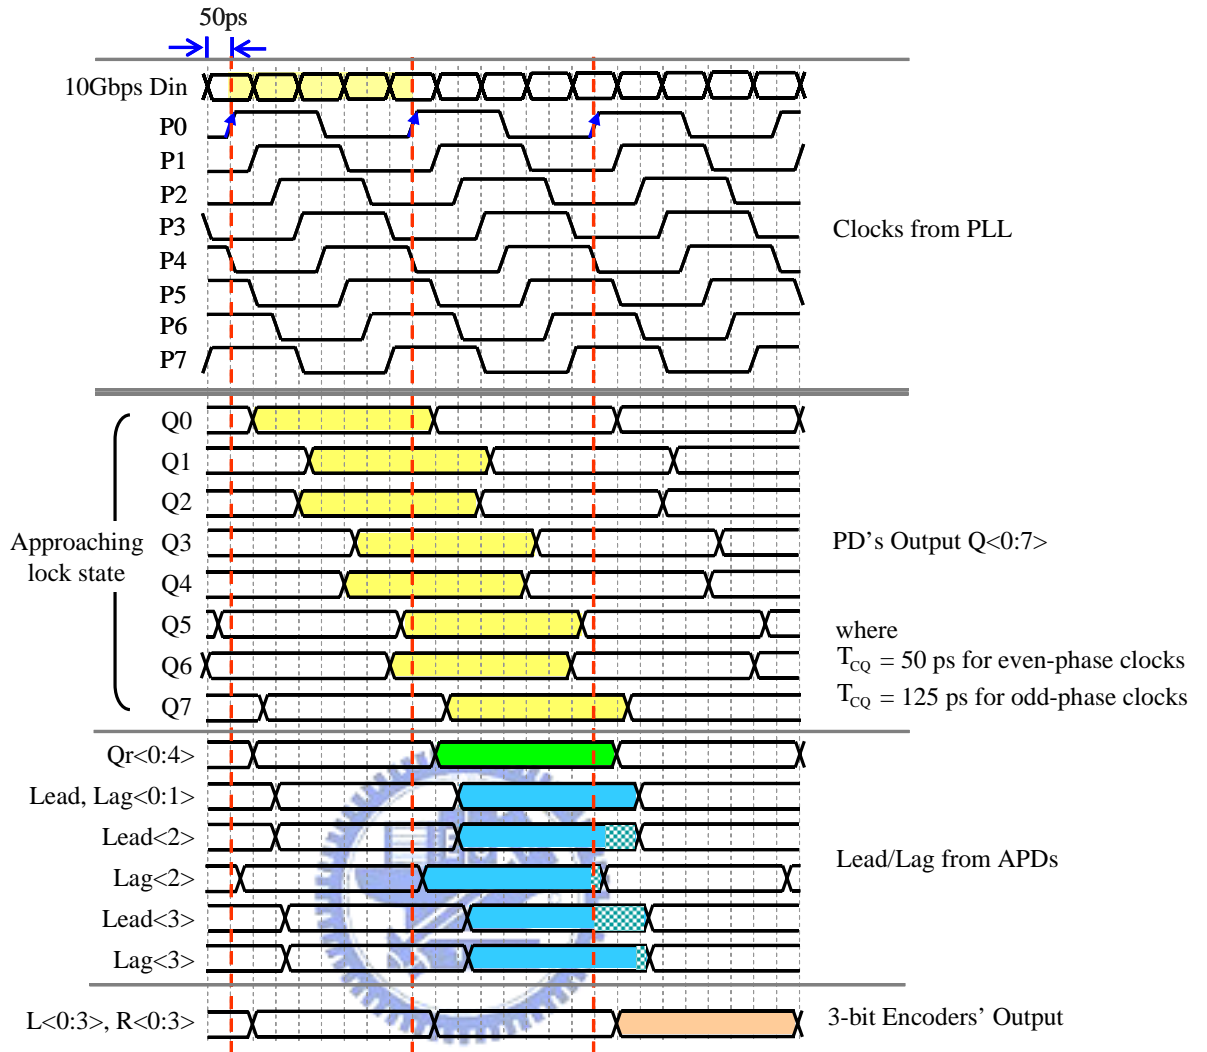 50ps
10Gbps Din
P0
P1
P2
P3
Clocks from PLL
P4
P5
P6
P7
Q0
Q1
Q2
Approaching
lock state
Q3
PD's Output Q<0:7>
Q4
Q5
where
Q6
T_CQ = 50 ps for even-phase clocks
T_CQ = 125 ps for odd-phase clocks
Q7
Qr<0:4>
Lead, Lag<0:1>
Lead<2>
Lead/Lag from APDs
Lag<2>
Lead<3>
Lag<3>
L<0:3>, R<0:3>
3-bit Encoders' Output